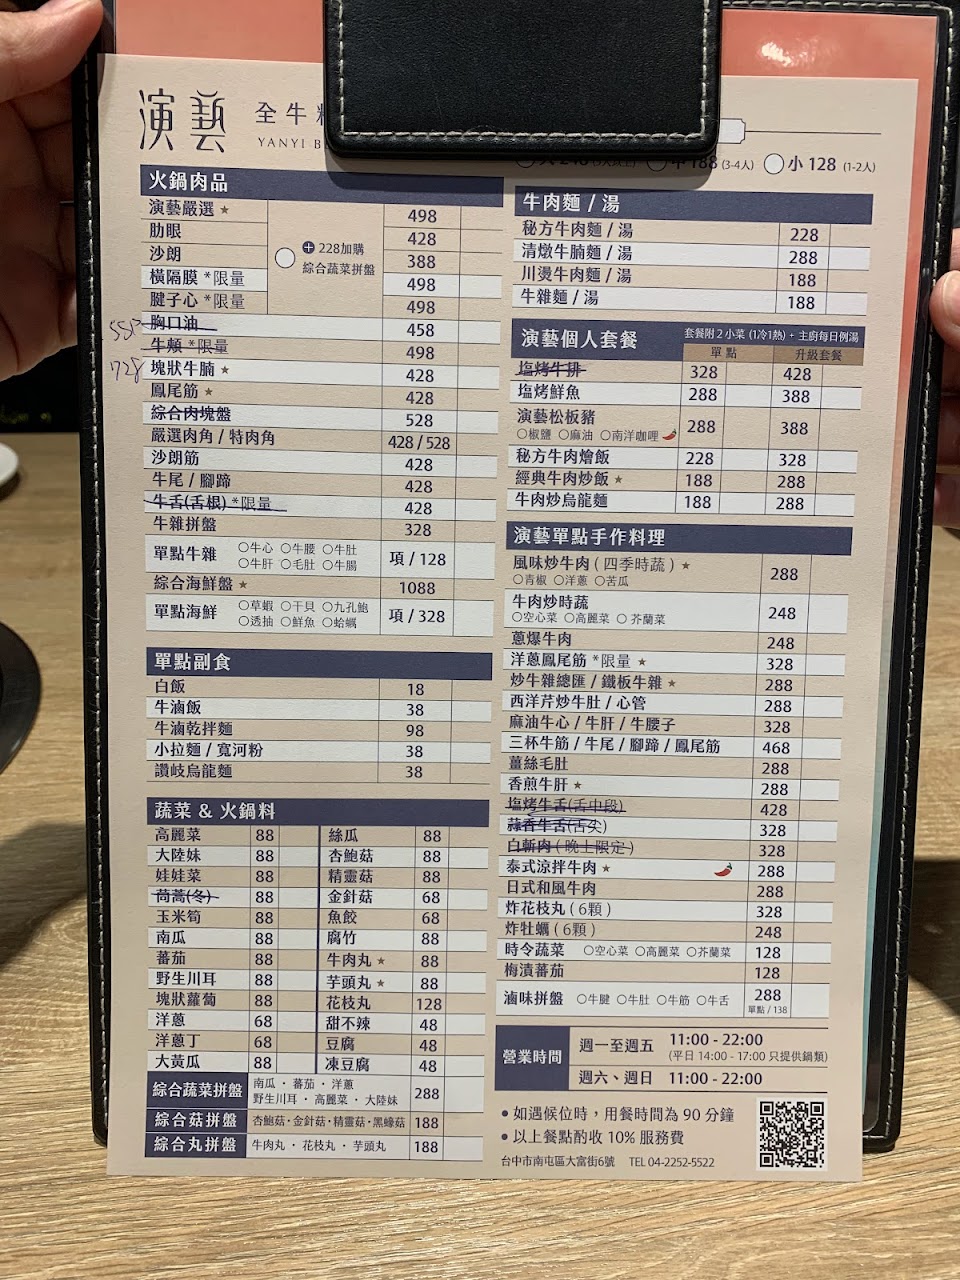 演藝 全牛料
YANYI B
大 248 (5人以上) 中 188 (3-4人) 小 128 (1-2人)
火鍋肉品
演藝嚴選 ★ 498
肋眼 428
沙朗 388
橫隔膜 *限量 498
腱子心 *限量 498
+228加購
綜合蔬菜拼盤
胸口油 458
牛頰 *限量 498
728 塊狀牛腩 ★ 428
鳳尾筋 ★ 428
綜合肉塊盤 528
嚴選肉角 / 特肉角 428 / 528
沙朗筋 428
牛尾 / 腳蹄 428
牛舌(舌根) *限量 428
牛雜拼盤 328
單點牛雜 ○牛心 ○牛腰 ○牛肚 項 / 128
○牛肝 ○毛肚 ○牛腸
綜合海鮮盤 ★ 1088
單點海鮮 ○草蝦 ○干貝 ○九孔鮑 項 / 328
○透抽 ○鮮魚 ○蛤蠣
單點副食
白飯 18
牛滷飯 38
牛滷乾拌麵 98
小拉麵 / 寬河粉 38
讚岐烏龍麵 38
蔬菜 & 火鍋料
高麗菜 88 絲瓜 88
大陸妹 88 杏鮑菇 88
娃娃菜 88 精靈菇 88
茼蒿(冬) 88 金針菇 68
玉米筍 88 魚餃 68
南瓜 88 腐竹 88
蕃茄 88 牛肉丸 ★ 88
野生川耳 88 芋頭丸 ★ 88
塊狀蘿蔔 88 花枝丸 128
洋蔥 68 甜不辣 48
洋蔥丁 68 豆腐 48
大黃瓜 88 凍豆腐 48
綜合蔬菜拼盤 南瓜・蕃茄・洋蔥 288
野生川耳・高麗菜・大陸妹
綜合菇拼盤 杏鮑菇・金針菇・精靈菇・黑蠔菇 188
綜合丸拼盤 牛肉丸・花枝丸・芋頭丸 188
牛肉麵 / 湯
秘方牛肉麵 / 湯 228
清燉牛腩麵 / 湯 288
川燙牛肉麵 / 湯 188
牛雜麵 / 湯 188
演藝個人套餐 套餐附 2 小菜 (1冷1熱) + 主廚每日例湯
單點 升級套餐
塩烤牛排 328 428
塩烤鮮魚 288 388
演藝松板豬 288 388
○椒鹽 ○麻油 ○南洋咖哩
秘方牛肉燴飯 228 328
經典牛肉炒飯 ★ 188 288
牛肉炒烏龍麵 188 288
演藝單點手作料理
風味炒牛肉 ( 四季時蔬 ) ★ 288
○青椒 ○洋蔥 ○苦瓜
牛肉炒時蔬 248
○空心菜 ○高麗菜 ○芥蘭菜
蔥爆牛肉 248
洋蔥鳳尾筋 *限量 ★ 328
炒牛雜總匯 / 鐵板牛雜 ★ 288
西洋芹炒牛肚 / 心管 288
麻油牛心 / 牛肝 / 牛腰子 328
三杯牛筋 / 牛尾 / 腳蹄 / 鳳尾筋 468
薑絲毛肚 288
香煎牛肝 ★ 288
塩烤牛舌(舌中段) 428
蒜香牛舌(舌尖) 328
白斬肉 ( 晚上限定 ) 328
泰式涼拌牛肉 ★ 288
日式和風牛肉 288
炸花枝丸 ( 6顆 ) 328
炸牡蠣 ( 6顆 ) 248
時令蔬菜 ○空心菜 ○高麗菜 ○芥蘭菜 128
梅漬蕃茄 128
滷味拼盤 ○牛腱 ○牛肚 ○牛筋 ○牛舌 288
單點 / 138
營業時間 週一至週五 11:00 - 22:00
(平日 14:00 - 17:00 只提供鍋類)
週六、週日 11:00 - 22:00
• 如遇候位時，用餐時間為 90 分鐘
• 以上餐點酌收 10% 服務費
台中市南屯區大富街6號 TEL 04-2252-5522